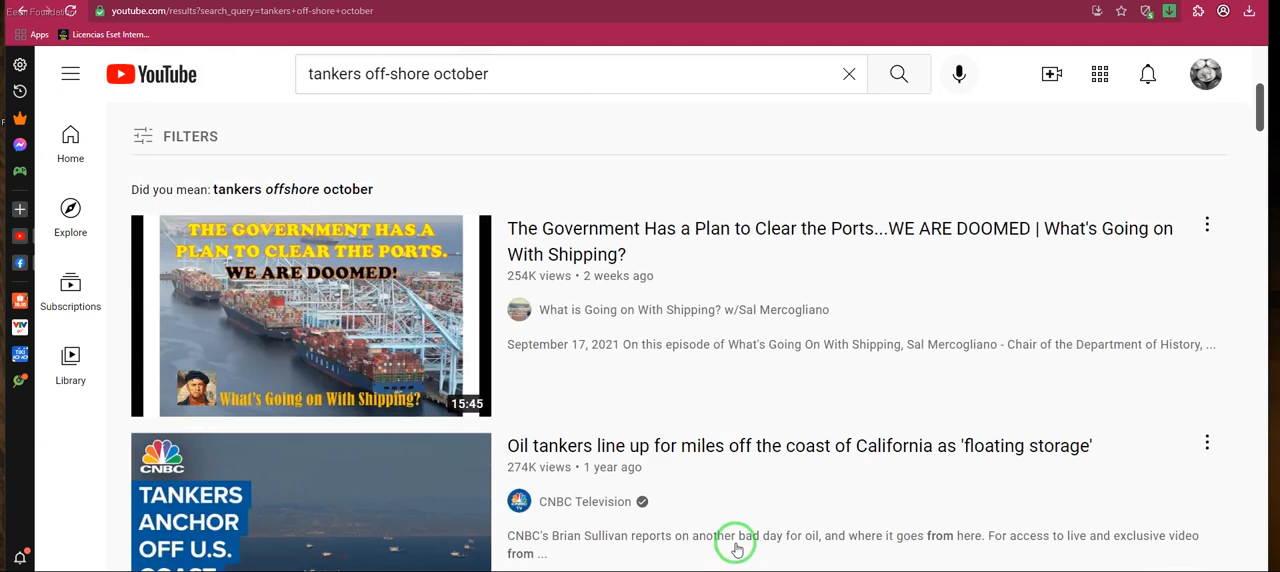 Eeon Foundation
youtube.com/results?search_query=tankers+off-shore+october
Apps Licencias Eset Intern...
YouTube
tankers off-shore october
FILTERS
Home
Explore
Subscriptions
Library
Did you mean: tankers offshore october
THE GOVERNMENT HAS A
PLAN TO CLEAR THE PORTS.
WE ARE DOOMED!
What's Going on With Shipping?
15:45
The Government Has a Plan to Clear the Ports...WE ARE DOOMED | What's Going on
With Shipping?
254K views • 2 weeks ago
What is Going on With Shipping? w/Sal Mercogliano
September 17, 2021 On this episode of What's Going On With Shipping, Sal Mercogliano - Chair of the Department of History, ...
CNBC
TANKERS
ANCHOR
OFF U.S.
COAST
Oil tankers line up for miles off the coast of California as 'floating storage'
274K views • 1 year ago
CNBC Television
CNBC's Brian Sullivan reports on another bad day for oil, and where it goes from here. For access to live and exclusive video
from ...